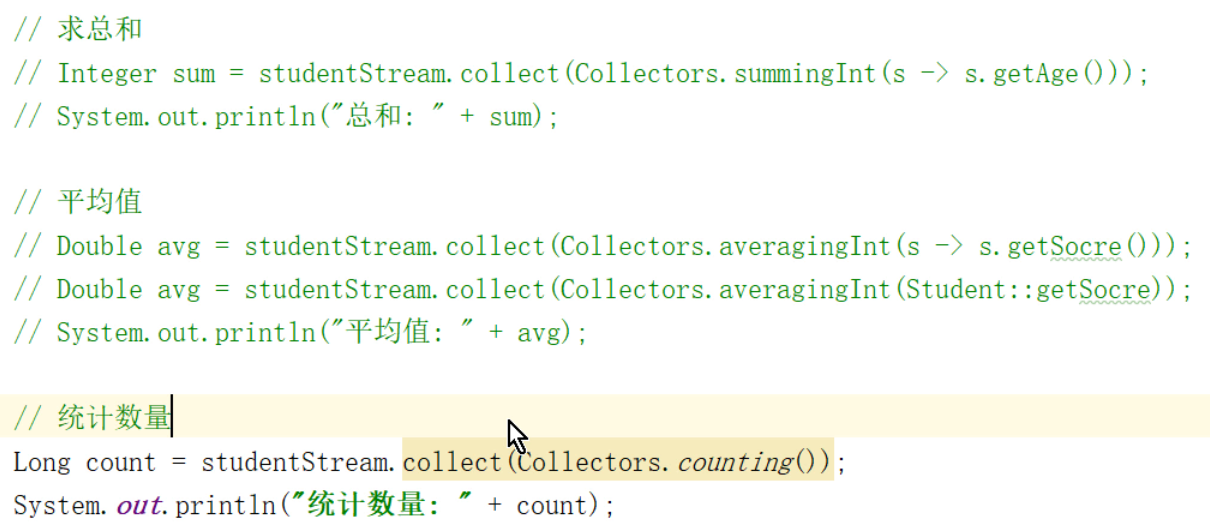 // 求总和
// Integer sum = studentStream.collect(Collectors.summingInt(s -> s.getAge()));
// System.out.println("总和: " + sum);
// 平均值
// Double avg = studentStream.collect(Collectors.averagingInt(s -> s.getSocre()));
// Double avg = studentStream.collect(Collectors.averagingInt(Student::getSocre));
// System.out.println("平均值: " + avg);
// 统计数量
Long count = studentStream.collect(Collectors.counting());
System.out.println("统计数量: " + count);